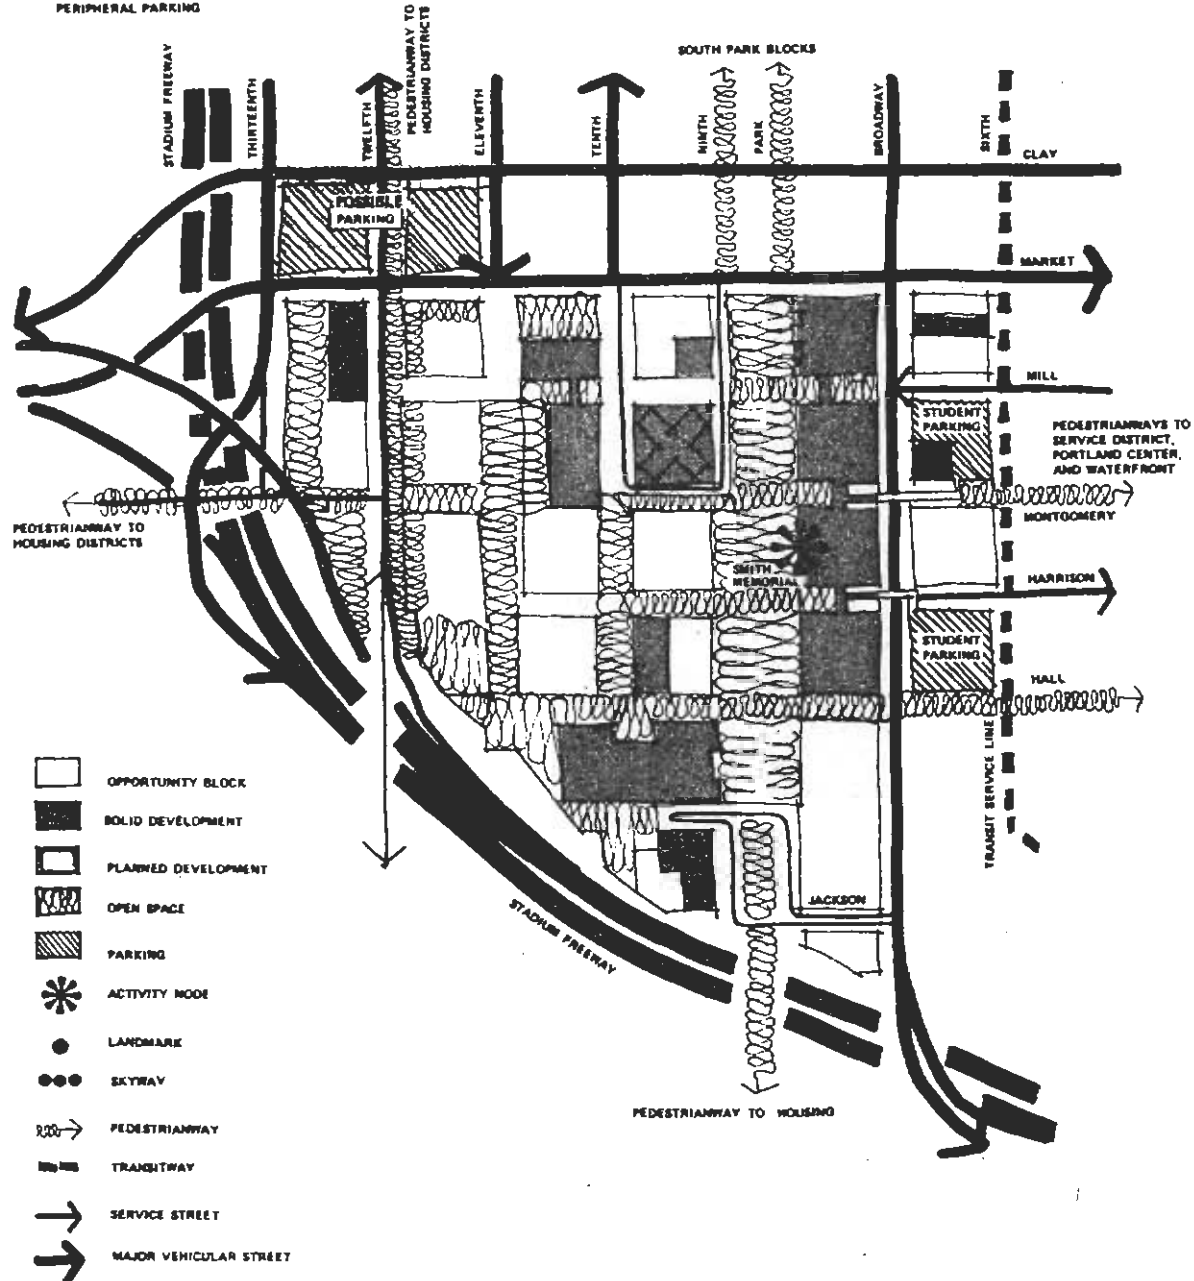 PERIPHERAL PARKING
STADIUM FREEWAY
THIRTEENTH
TWELFTH
PEDESTRIANWAY TO
HOUSING DISTRICTS
ELEVENTH
TENTH
SOUTH PARK BLOCKS
NINTH
PARK
BROADWAY
SIXTH
CLAY
POSSIBLE
PARKING
MARKET
MILL
STUDENT
PARKING
PEDESTRIANWAYS TO
SERVICE DISTRICT,
PORTLAND CENTER,
AND WATERFRONT
MONTGOMERY
PEDESTRIANWAY TO
HOUSING DISTRICTS
SMITH
MEMORIAL
HARRISON
STUDENT
PARKING
HALL
TRANSIT SERVICE LINE
JACKSON
STADIUM FREEWAY
PEDESTRIANWAY TO HOUSING
OPPORTUNITY BLOCK
SOLID DEVELOPMENT
PLANNED DEVELOPMENT
OPEN SPACE
PARKING
ACTIVITY NODE
LANDMARK
SKYWAY
PEDESTRIANWAY
TRANSITWAY
SERVICE STREET
MAJOR VEHICULAR STREET